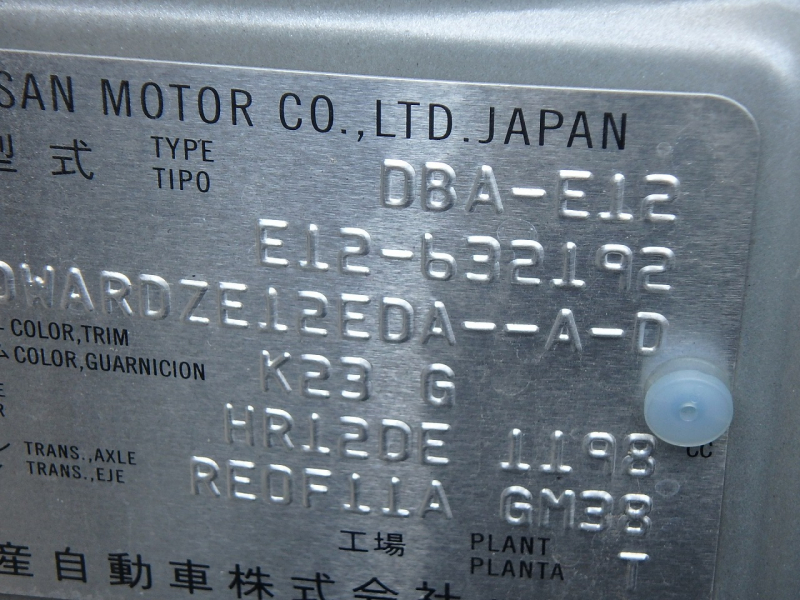 SAN MOTOR CO.,LTD.JAPAN
型式 TYPE TIPO DBA-E12
E12-632192
DWARDZE12EDA--A-D
COLOR,TRIM
COLOR,GUARNICION K23 G
HR12DE 1198 CC
TRANS.,AXLE
TRANS.,EJE RE0F11A GM38
工場 PLANT PLANTA T
産自動車株式会社